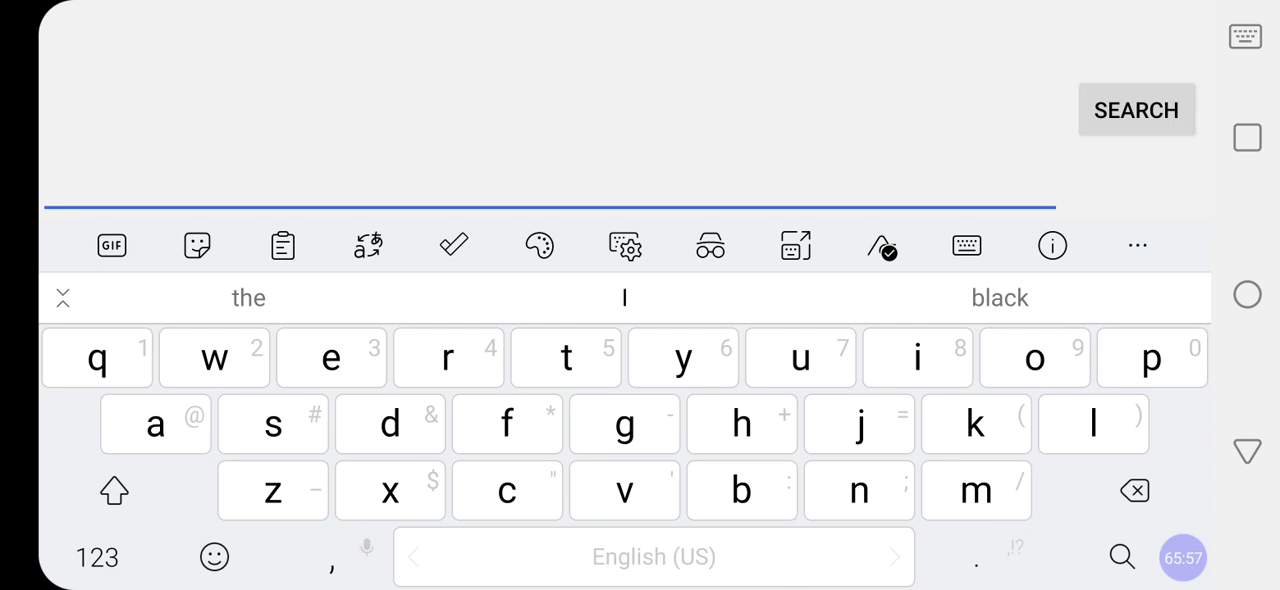 SEARCH
GIF
the I black
q 1 w 2 e 3 r 4 t 5 y 6 u 7 i 8 o 9 p 0
a @ s # d & f * g - h + j = k ( l )
z _ x $ c " v ' b : n ; m /
123 , English (US) . ,!? 65:57